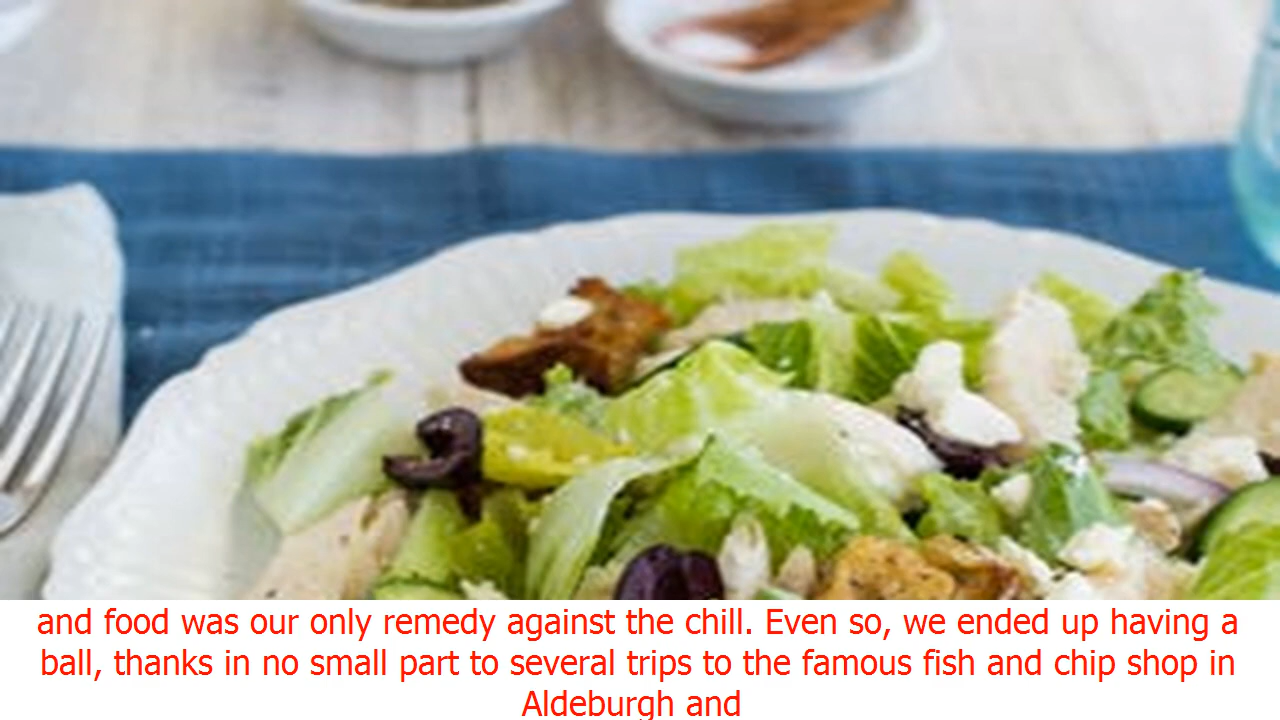 and food was our only remedy against the chill. Even so, we ended up having a
ball, thanks in no small part to several trips to the famous fish and chip shop in
Aldeburgh and